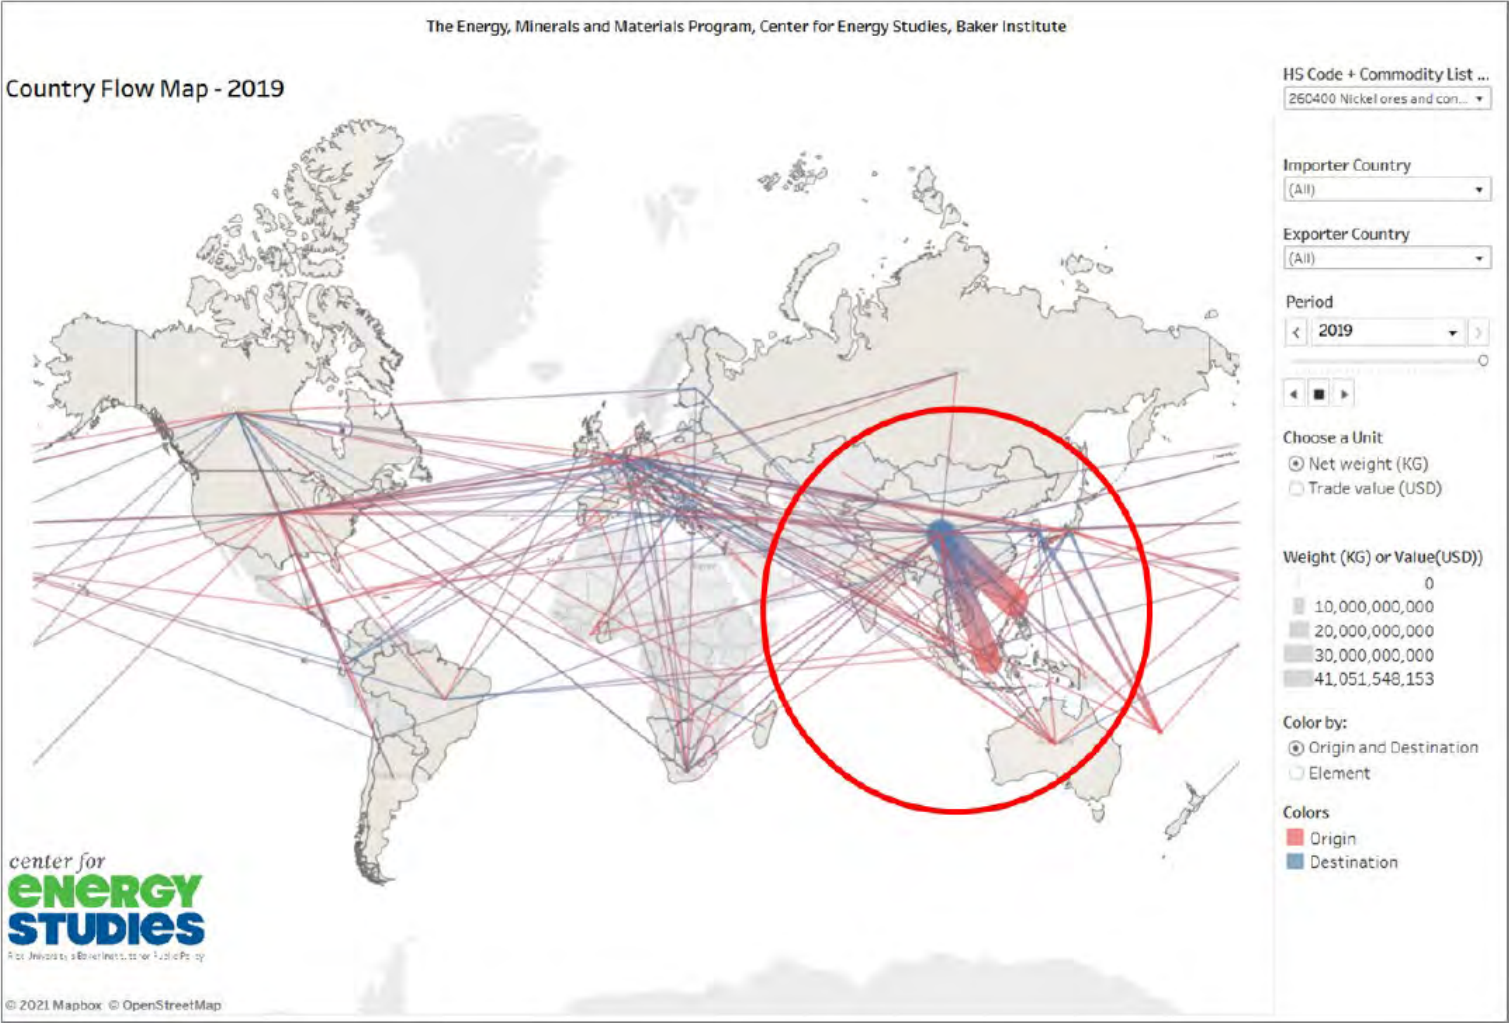 The Energy, Minerals and Materials Program, Center for Energy Studies, Baker Institute
Country Flow Map - 2019
HS Code + Commodity List ...
260400 Nickel ores and con...
Importer Country
(All)
Exporter Country
(All)
Period
2019
Choose a Unit
Net weight (KG)
Trade value (USD)
Weight (KG) or Value(USD))
0
10,000,000,000
20,000,000,000
30,000,000,000
41,051,548,153
Color by:
Origin and Destination
Element
Colors
Origin
Destination
center for
ENERGY
STUDIES
© 2021 Mapbox © OpenStreetMap